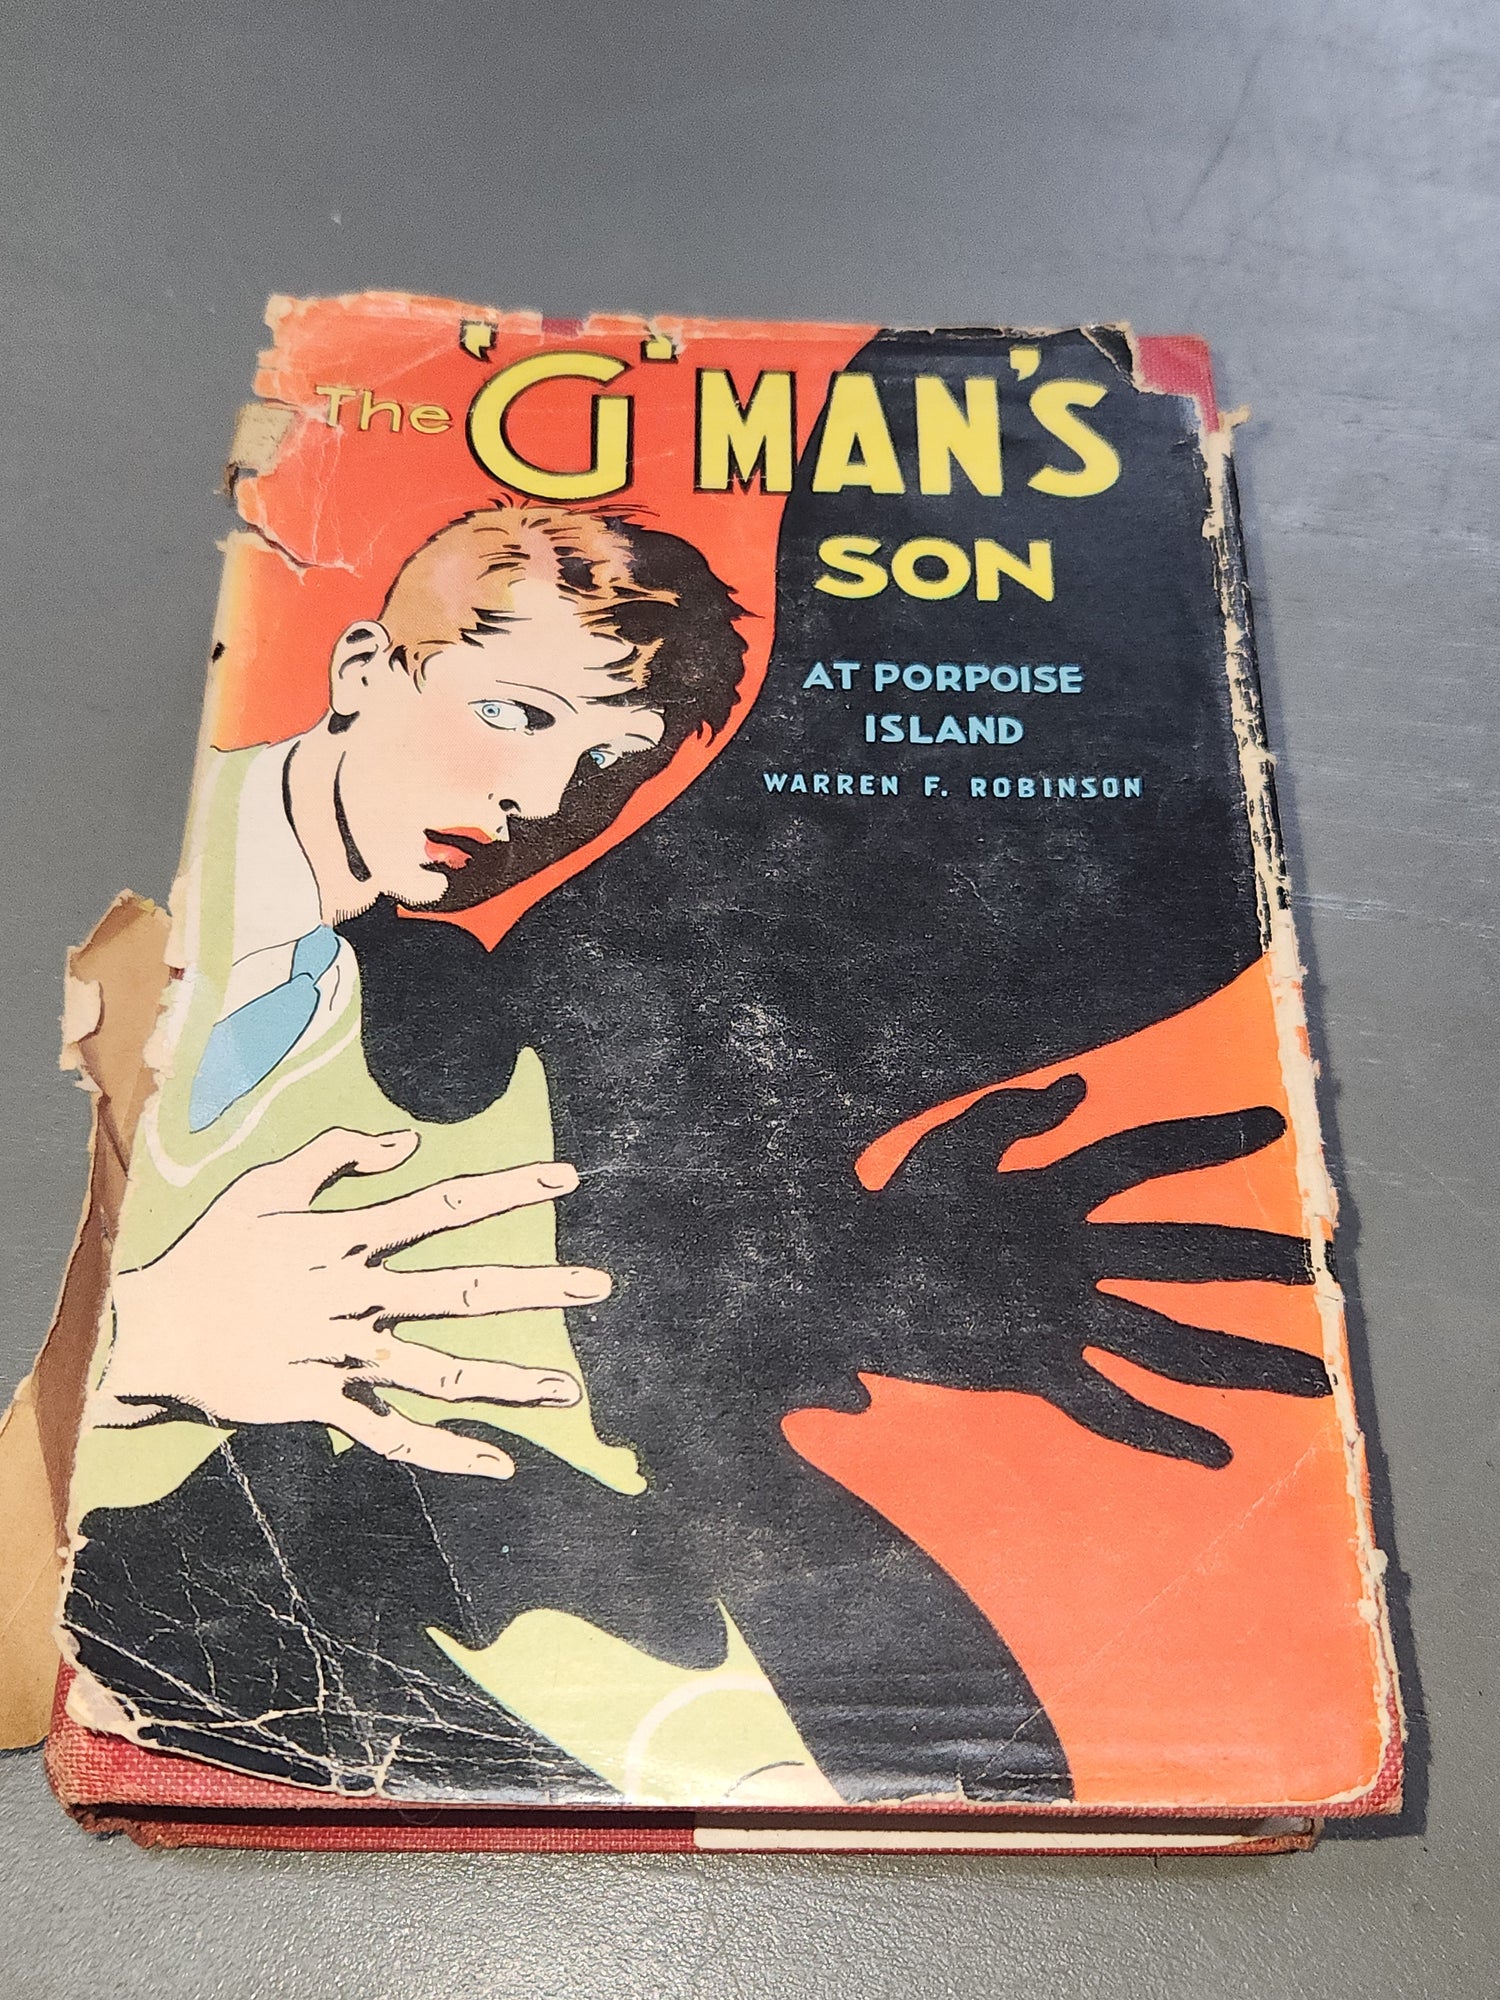 The 'G' MAN'S
SON
AT PORPOISE
ISLAND
WARREN F. ROBINSON